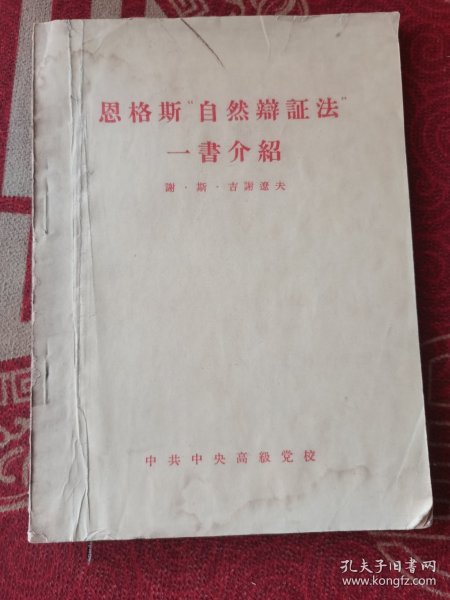 恩格斯“自然辯証法”
一書介紹
謝·斯·吉謝遼夫
中共中央高級党校
孔夫子旧书网
www.kongfz.com